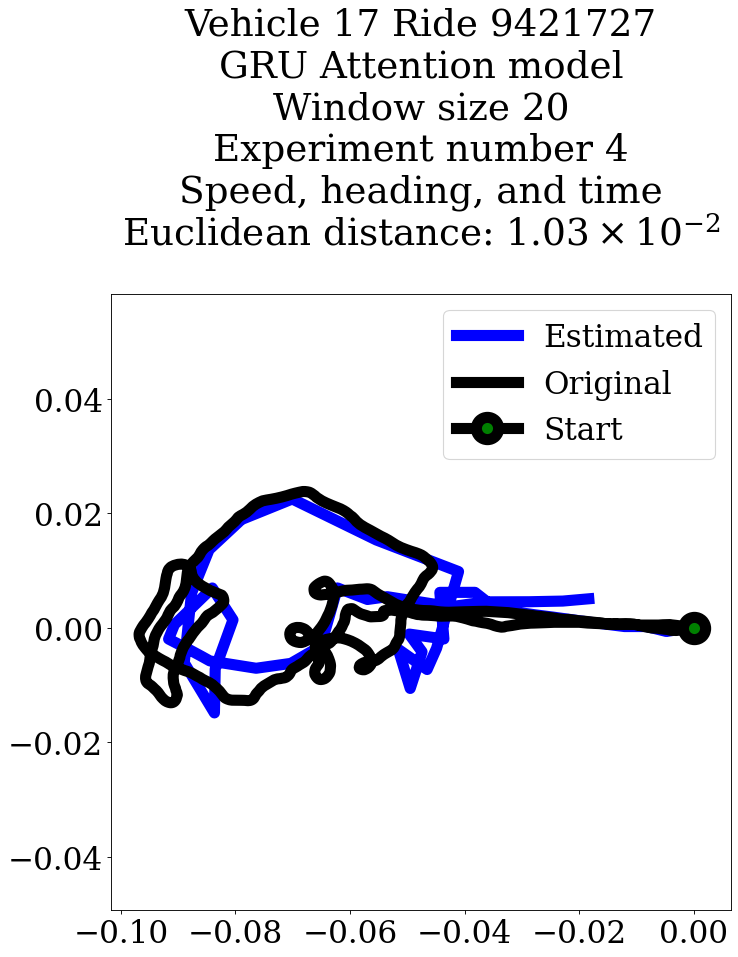 Vehicle 17 Ride 9421727
GRU Attention model
Window size 20
Experiment number 4
Speed, heading, and time
Euclidean distance: 1.03 × 10⁻²
Estimated
Original
Start
0.04
0.02
0.00
−0.02
−0.04
−0.10 −0.08 −0.06 −0.04 −0.02 0.00